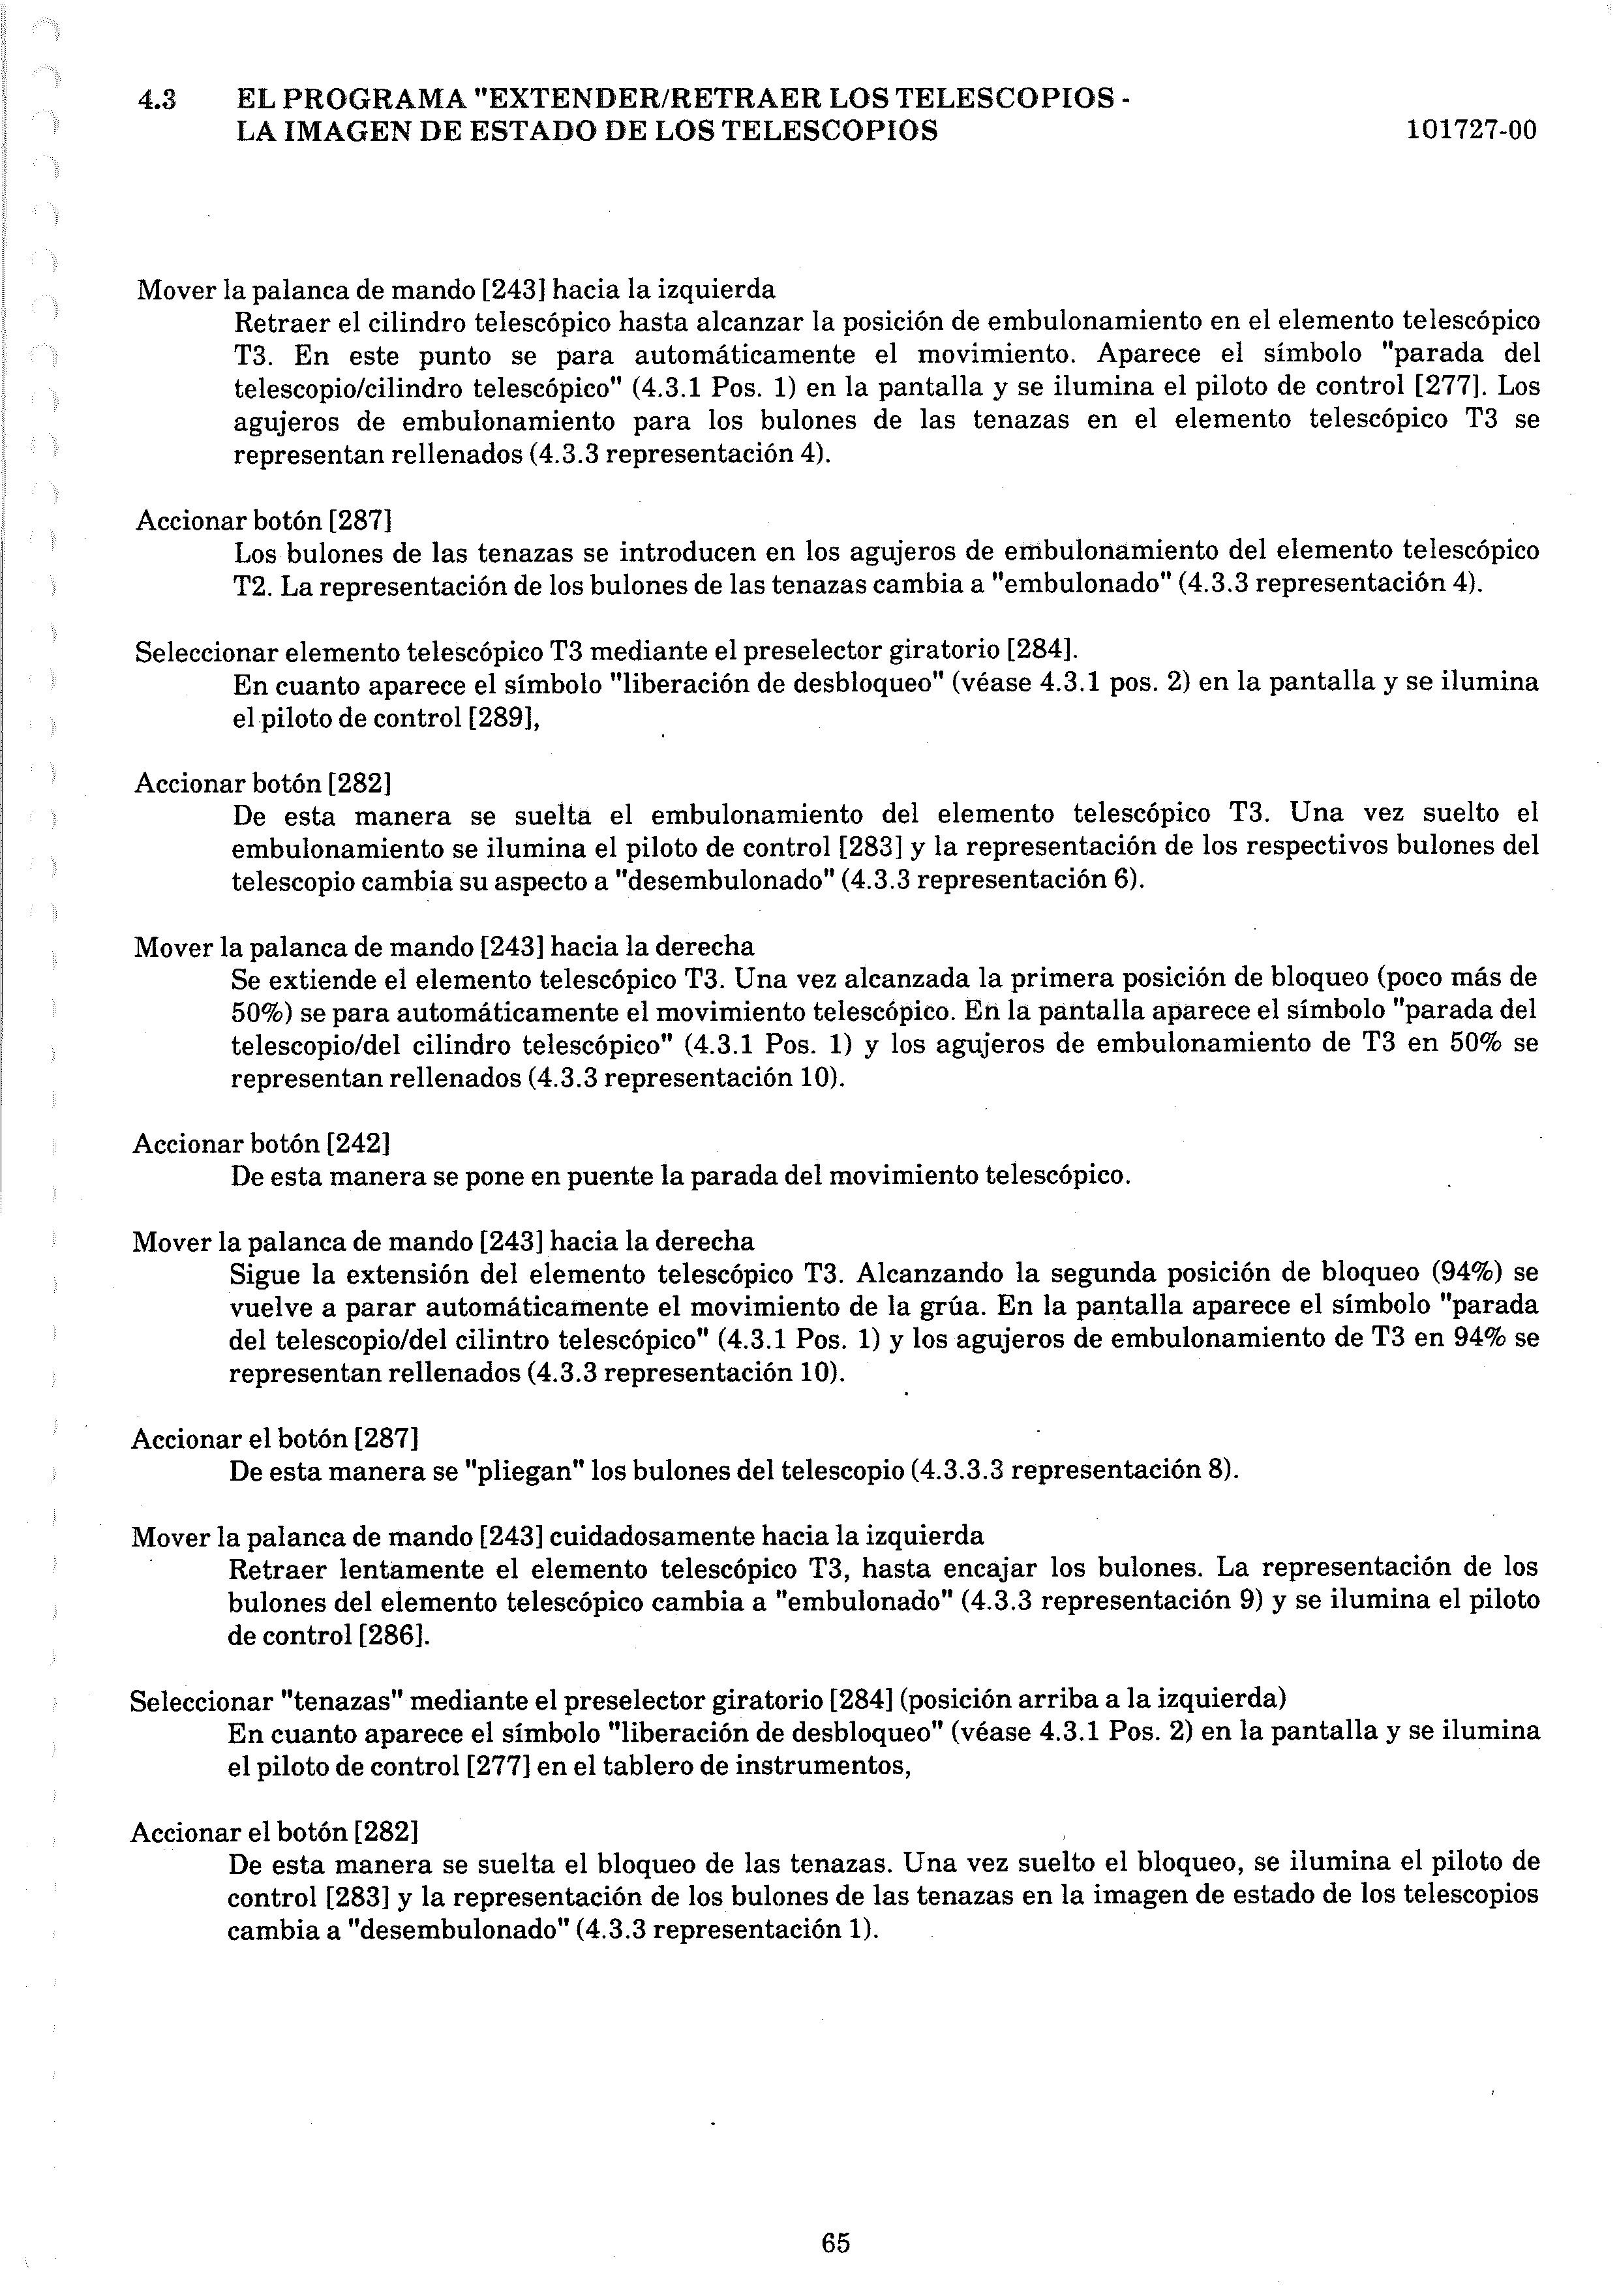 4.3 EL PROGRAMA "EXTENDER/RETRAER LOS TELESCOPIOS -
LA IMAGEN DE ESTADO DE LOS TELESCOPIOS 101727-00
Mover la palanca de mando [243] hacia la izquierda
Retraer el cilindro telescópico hasta alcanzar la posición de embulonamiento en el elemento telescópico
T3. En este punto se para automáticamente el movimiento. Aparece el símbolo "parada del
telescopio/cilindro telescópico" (4.3.1 Pos. 1) en la pantalla y se ilumina el piloto de control [277]. Los
agujeros de embulonamiento para los bulones de las tenazas en el elemento telescópico T3 se
representan rellenados (4.3.3 representación 4).
Accionar botón [287]
Los bulones de las tenazas se introducen en los agujeros de embulonamiento del elemento telescópico
T2. La representación de los bulones de las tenazas cambia a "embulonado" (4.3.3 representación 4).
Seleccionar elemento telescópico T3 mediante el preselector giratorio [284].
En cuanto aparece el símbolo "liberación de desbloqueo" (véase 4.3.1 pos. 2) en la pantalla y se ilumina
el piloto de control [289],
Accionar botón [282]
De esta manera se suelta el embulonamiento del elemento telescópico T3. Una vez suelto el
embulonamiento se ilumina el piloto de control [283] y la representación de los respectivos bulones del
telescopio cambia su aspecto a "desembulonado" (4.3.3 representación 6).
Mover la palanca de mando [243] hacia la derecha
Se extiende el elemento telescópico T3. Una vez alcanzada la primera posición de bloqueo (poco más de
50%) se para automáticamente el movimiento telescópico. En la pantalla aparece el símbolo "parada del
telescopio/del cilindro telescópico" (4.3.1 Pos. 1) y los agujeros de embulonamiento de T3 en 50% se
representan rellenados (4.3.3 representación 10).
Accionar botón [242]
De esta manera se pone en puente la parada del movimiento telescópico.
Mover la palanca de mando [243] hacia la derecha
Sigue la extensión del elemento telescópico T3. Alcanzando la segunda posición de bloqueo (94%) se
vuelve a parar automáticamente el movimiento de la grúa. En la pantalla aparece el símbolo "parada
del telescopio/del cilintro telescópico" (4.3.1 Pos. 1) y los agujeros de embulonamiento de T3 en 94% se
representan rellenados (4.3.3 representación 10).
Accionar el botón [287]
De esta manera se "pliegan" los bulones del telescopio (4.3.3.3 representación 8).
Mover la palanca de mando [243] cuidadosamente hacia la izquierda
Retraer lentamente el elemento telescópico T3, hasta encajar los bulones. La representación de los
bulones del elemento telescópico cambia a "embulonado" (4.3.3 representación 9) y se ilumina el piloto
de control [286].
Seleccionar "tenazas" mediante el preselector giratorio [284] (posición arriba a la izquierda)
En cuanto aparece el símbolo "liberación de desbloqueo" (véase 4.3.1 Pos. 2) en la pantalla y se ilumina
el piloto de control [277] en el tablero de instrumentos,
Accionar el botón [282]
De esta manera se suelta el bloqueo de las tenazas. Una vez suelto el bloqueo, se ilumina el piloto de
control [283] y la representación de los bulones de las tenazas en la imagen de estado de los telescopios
cambia a "desembulonado" (4.3.3 representación 1).
65